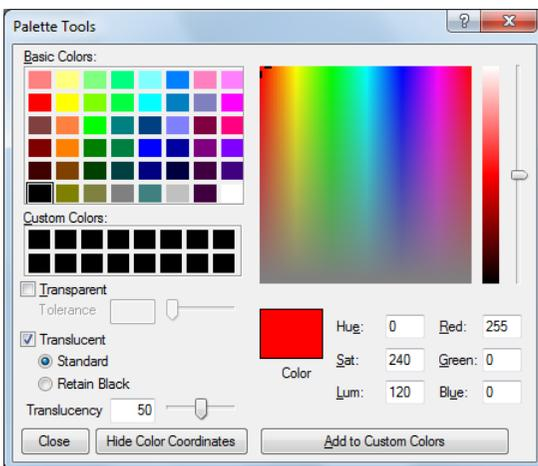 Palette Tools
Basic Colors:
Custom Colors:
Transparent
Tolerance
Translucent
Standard
Retain Black
Translucency 50
Close
Hide Color Coordinates
Color
Hue: 0 Red: 255
Sat: 240 Green: 0
Lum: 120 Blue: 0
Add to Custom Colors